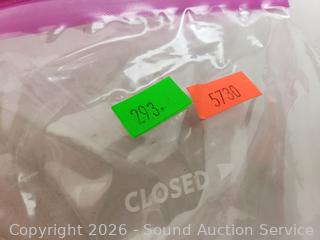 293.
5730
CLOSED
Copyright 2026 - Sound Auction Service